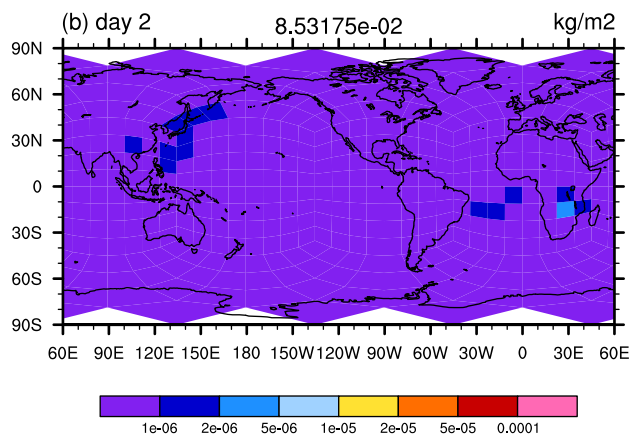 (b) day 2 8.53175e-02 kg/m2
90N
60N
30N
0
30S
60S
90S
60E 90E 120E 150E 180 150W 120W 90W 60W 30W 0 30E 60E
1e-06 2e-06 5e-06 1e-05 2e-05 5e-05 0.0001